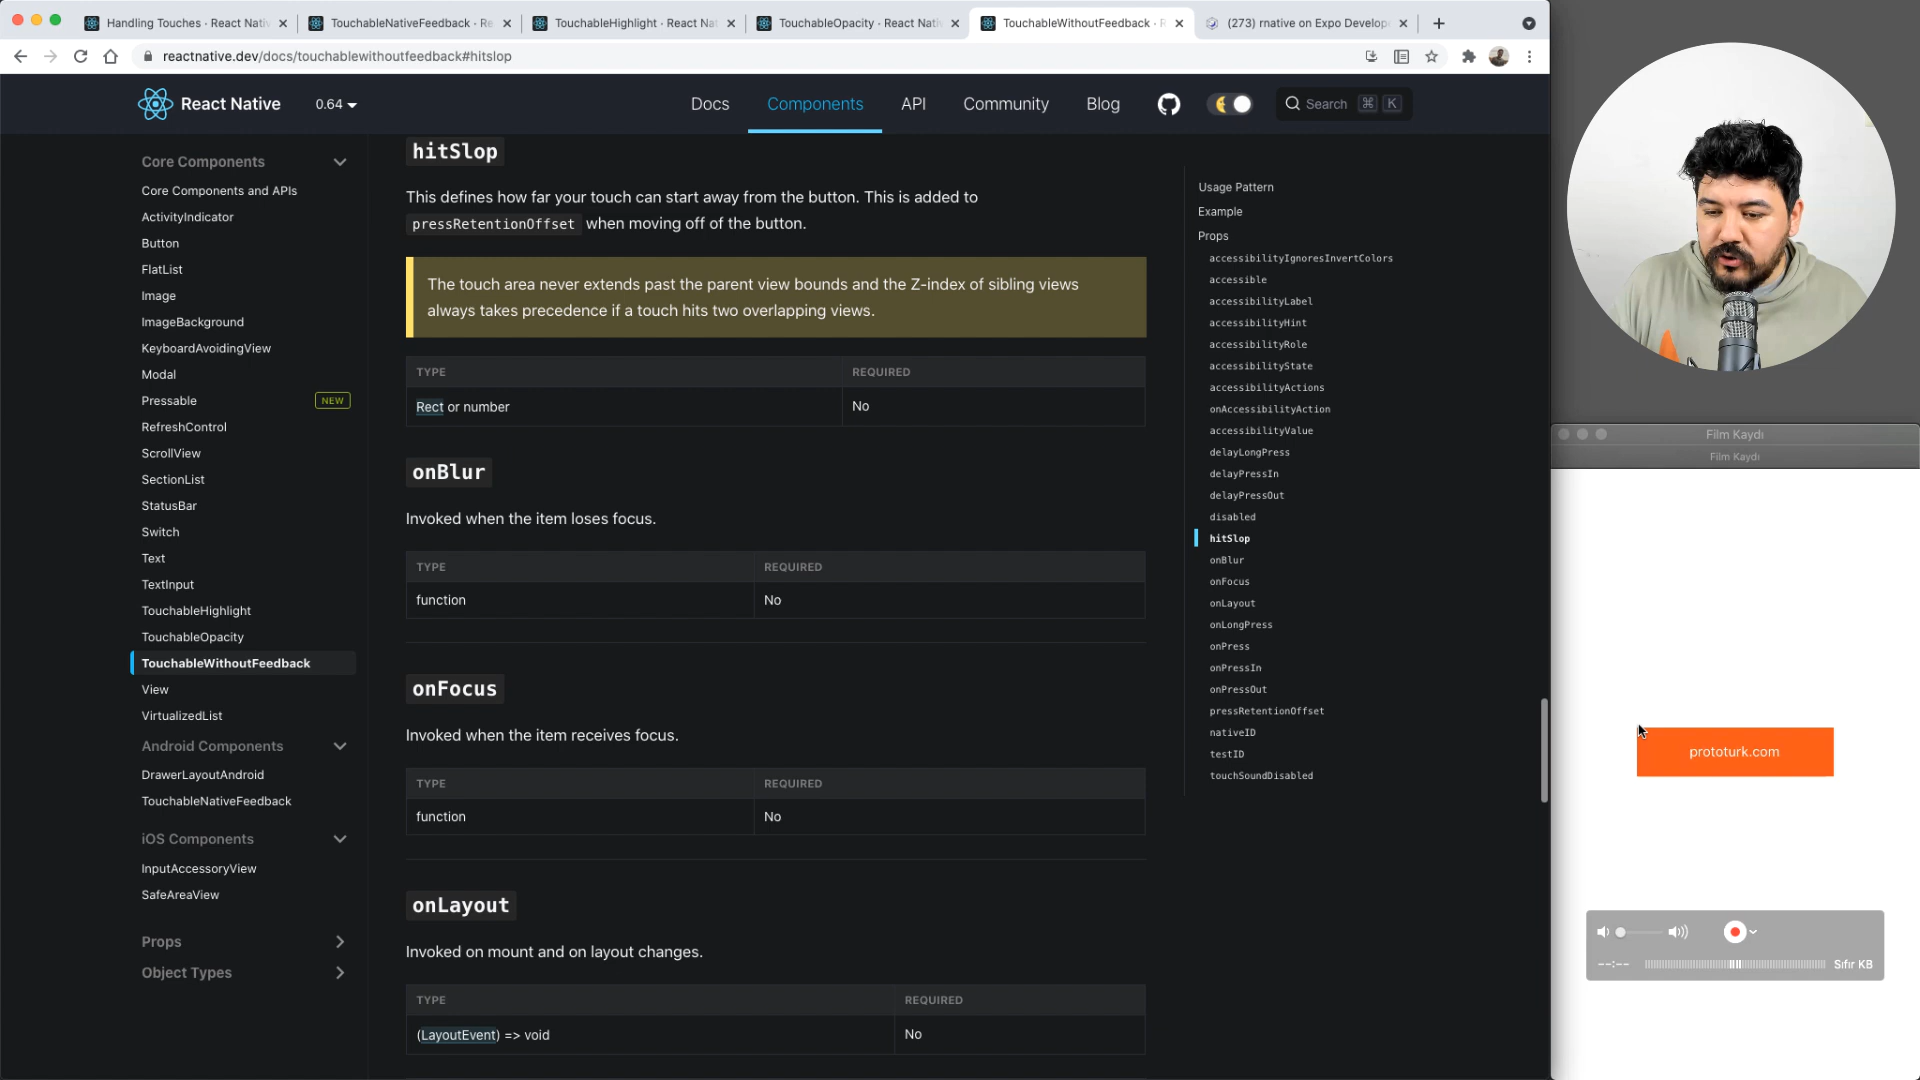 Handling Touches · React Nativ
TouchableNativeFeedback · Re
TouchableHighlight · React Nat
TouchableOpacity · React Nativ
TouchableWithoutFeedback · R
(273) rnative on Expo Develop
reactnative.dev/docs/touchablewithoutfeedback#hitslop
React Native
0.64
Docs
Components
API
Community
Blog
Search ⌘ K
Core Components
Core Components and APIs
ActivityIndicator
Button
FlatList
Image
ImageBackground
KeyboardAvoidingView
Modal
Pressable
NEW
RefreshControl
ScrollView
SectionList
StatusBar
Switch
Text
TextInput
TouchableHighlight
TouchableOpacity
TouchableWithoutFeedback
View
VirtualizedList
Android Components
DrawerLayoutAndroid
TouchableNativeFeedback
iOS Components
InputAccessoryView
SafeAreaView
Props
Object Types
hitSlop
This defines how far your touch can start away from the button. This is added to
pressRetentionOffset when moving off of the button.
The touch area never extends past the parent view bounds and the Z-index of sibling views
always takes precedence if a touch hits two overlapping views.
TYPE REQUIRED
Rect or number No
onBlur
Invoked when the item loses focus.
TYPE REQUIRED
function No
onFocus
Invoked when the item receives focus.
TYPE REQUIRED
function No
onLayout
Invoked on mount and on layout changes.
TYPE REQUIRED
(LayoutEvent) => void No
Usage Pattern
Example
Props
accessibilityIgnoresInvertColors
accessible
accessibilityLabel
accessibilityHint
accessibilityRole
accessibilityState
accessibilityActions
onAccessibilityAction
accessibilityValue
delayLongPress
delayPressIn
delayPressOut
disabled
hitSlop
onBlur
onFocus
onLayout
onLongPress
onPress
onPressIn
onPressOut
pressRetentionOffset
nativeID
testID
touchSoundDisabled
Film Kaydı
Film Kaydı
prototurk.com
--:--
Sıfır KB